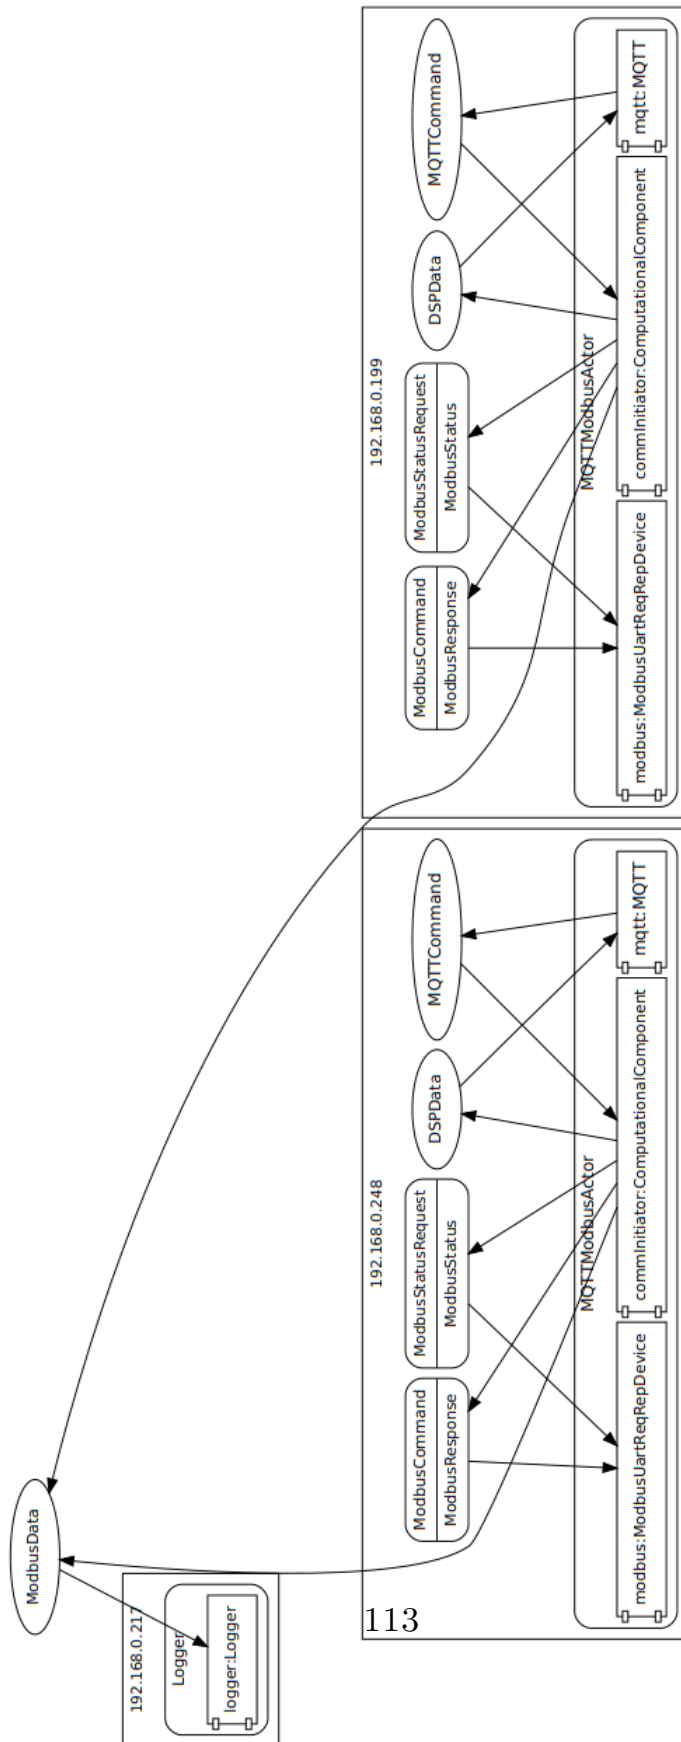 ModbusData
192.168.0.217
Logger
logger:Logger
192.168.0.248
ModbusCommand
ModbusResponse
ModbusStatusRequest
ModbusStatus
DSPData
MQTTCommand
MQTTModbusActor
modbus:ModbusUartReqRepDevice
commInitiator:ComputationalComponent
mqtt:MQTT
192.168.0.199
ModbusCommand
ModbusResponse
ModbusStatusRequest
ModbusStatus
DSPData
MQTTCommand
MQTTModbusActor
modbus:ModbusUartReqRepDevice
commInitiator:ComputationalComponent
mqtt:MQTT
113